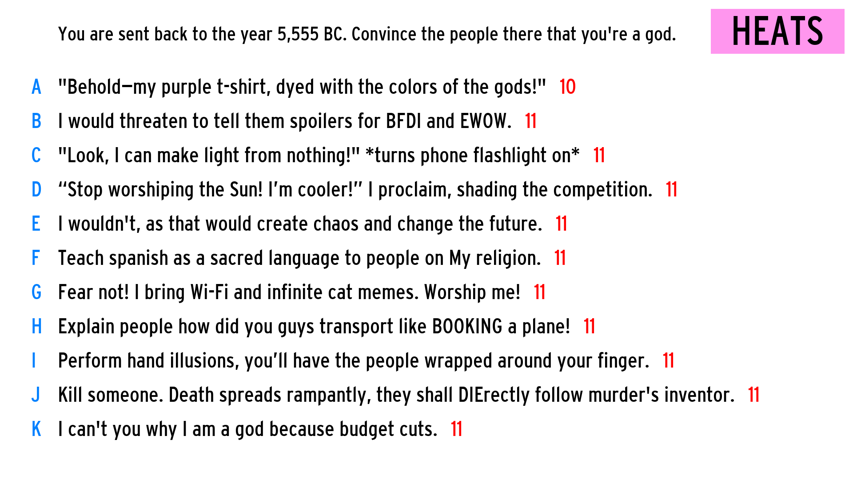 You are sent back to the year 5,555 BC. Convince the people there that you're a god.
HEATS
A "Behold—my purple t-shirt, dyed with the colors of the gods!" 10
B I would threaten to tell them spoilers for BFDI and EWOW. 11
C "Look, I can make light from nothing!" *turns phone flashlight on* 11
D “Stop worshiping the Sun! I’m cooler!” I proclaim, shading the competition. 11
E I wouldn't, as that would create chaos and change the future. 11
F Teach spanish as a sacred language to people on My religion. 11
G Fear not! I bring Wi-Fi and infinite cat memes. Worship me! 11
H Explain people how did you guys transport like BOOKING a plane! 11
I Perform hand illusions, you’ll have the people wrapped around your finger. 11
J Kill someone. Death spreads rampantly, they shall DIErectly follow murder's inventor. 11
K I can't you why I am a god because budget cuts. 11